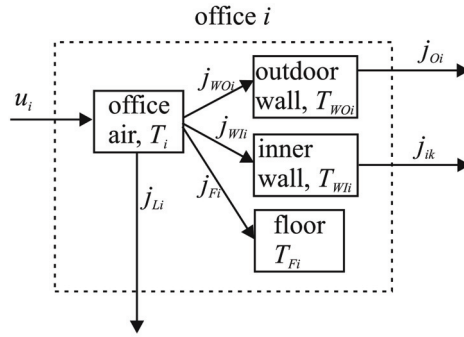 office i
u_i
office
air, T_i
j_WOi
j_WIi
j_Fi
j_Li
outdoor
wall, T_WOi
inner
wall, T_WIi
floor
T_Fi
j_Oi
j_ik